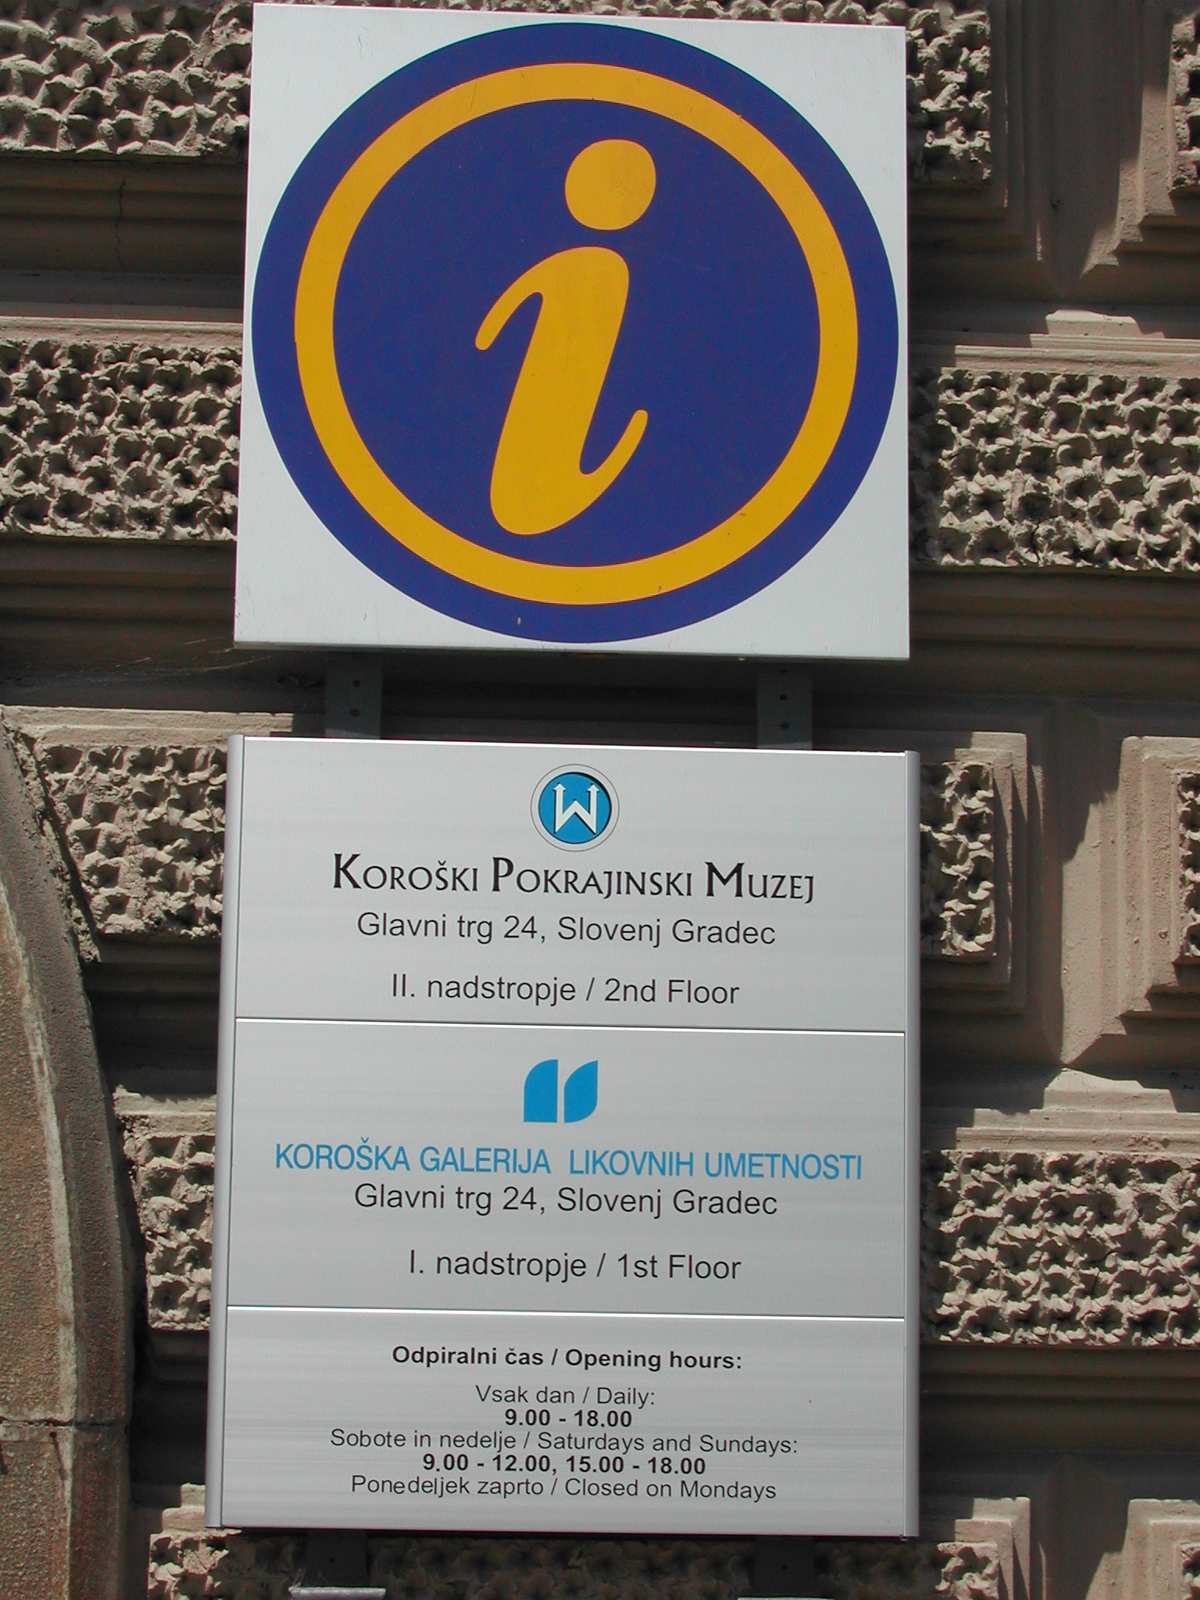 i
W
KOROŠKI POKRAJINSKI MUZEJ
Glavni trg 24, Slovenj Gradec
II. nadstropje / 2nd Floor
KOROŠKA GALERIJA LIKOVNIH UMETNOSTI
Glavni trg 24, Slovenj Gradec
I. nadstropje / 1st Floor
Odpiralni čas / Opening hours:
Vsak dan / Daily:
9.00 - 18.00
Sobote in nedelje / Saturdays and Sundays:
9.00 - 12.00, 15.00 - 18.00
Ponedeljek zaprto / Closed on Mondays